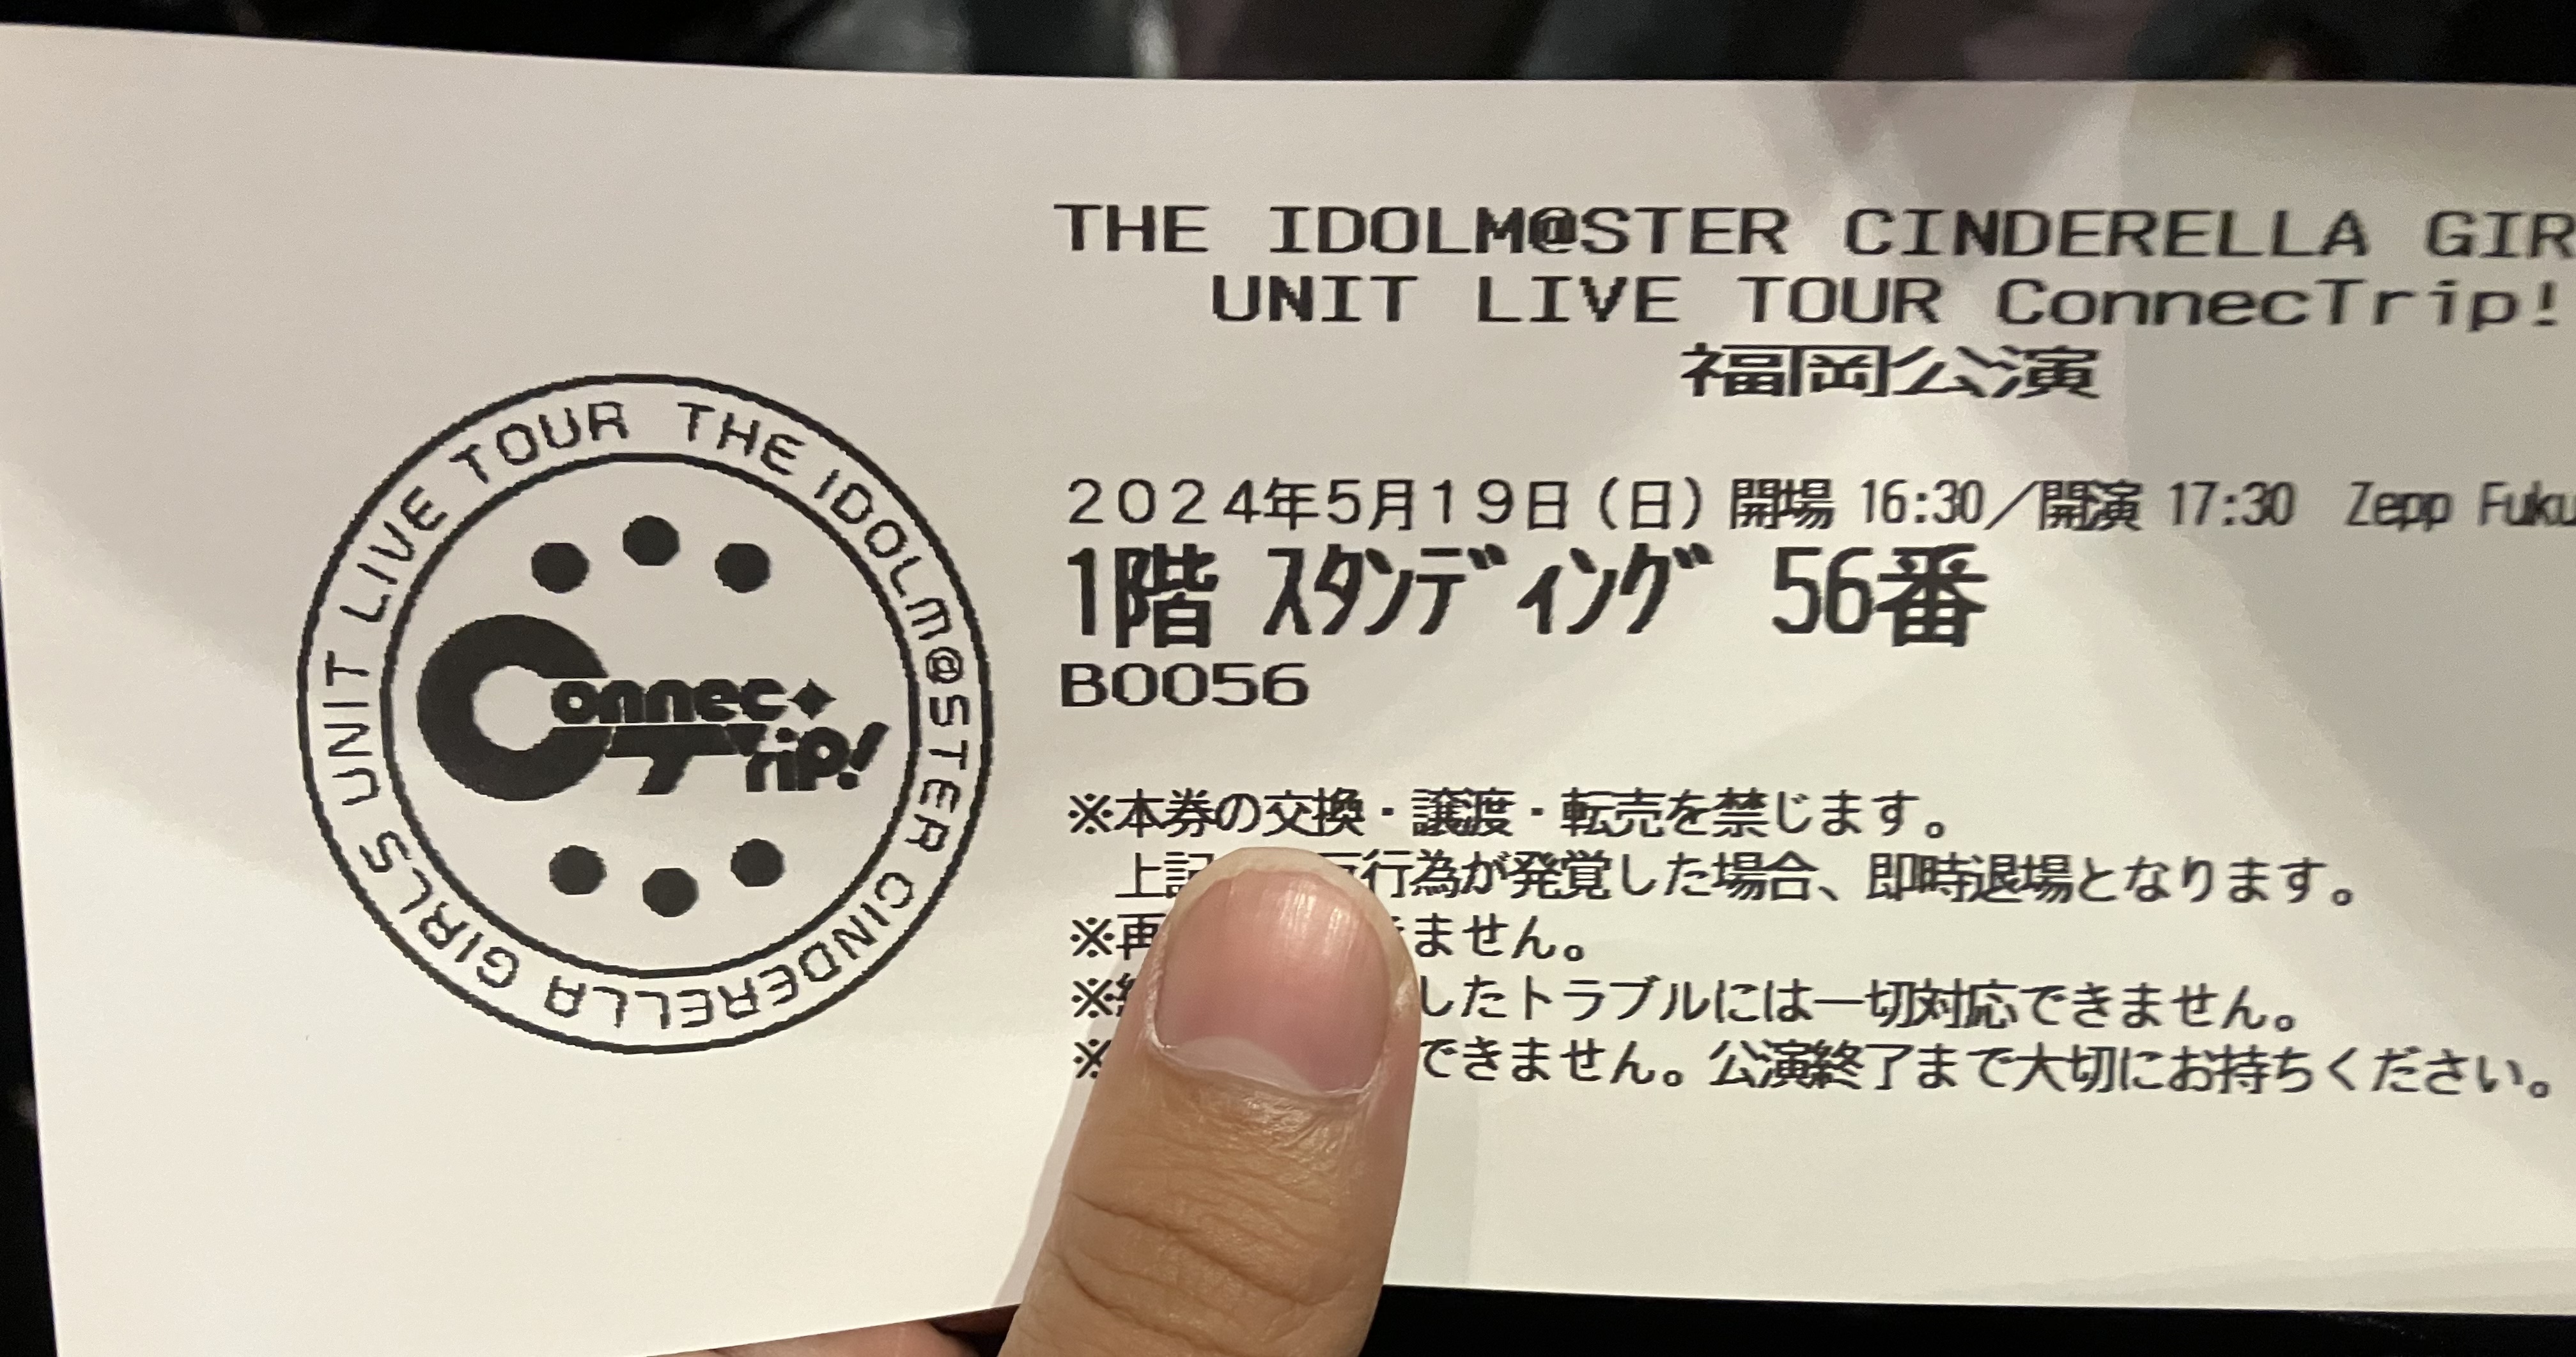 THE IDOLM@STER CINDERELLA GIR
UNIT LIVE TOUR ConnecTrip!
福岡公演
2024年5月19日（日）開場 16:30／開演 17:30 Zepp Fuku
1階 ｽﾀﾝﾃﾞｨﾝｸﾞ 56番
B0056
※本券の交換・譲渡・転売を禁じます。
上記 行為が発覚した場合、即時退場となります。
※再 ません。
※ したトラブルには一切対応できません。
※ できません。公演終了まで大切にお持ちください。
THE IDOLM@STER CINDERELLA GIRLS UNIT LIVE TOUR
Connec
Trip!